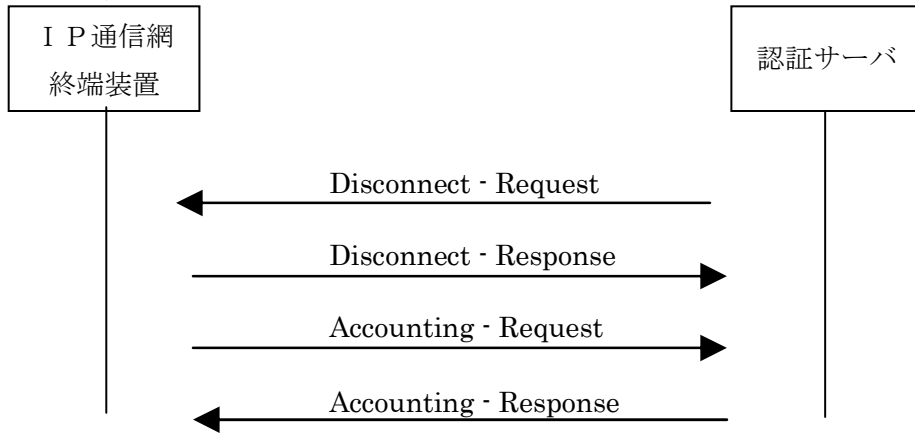 ＩＰ通信網
終端装置
認証サーバ
Disconnect - Request
Disconnect - Response
Accounting - Request
Accounting - Response